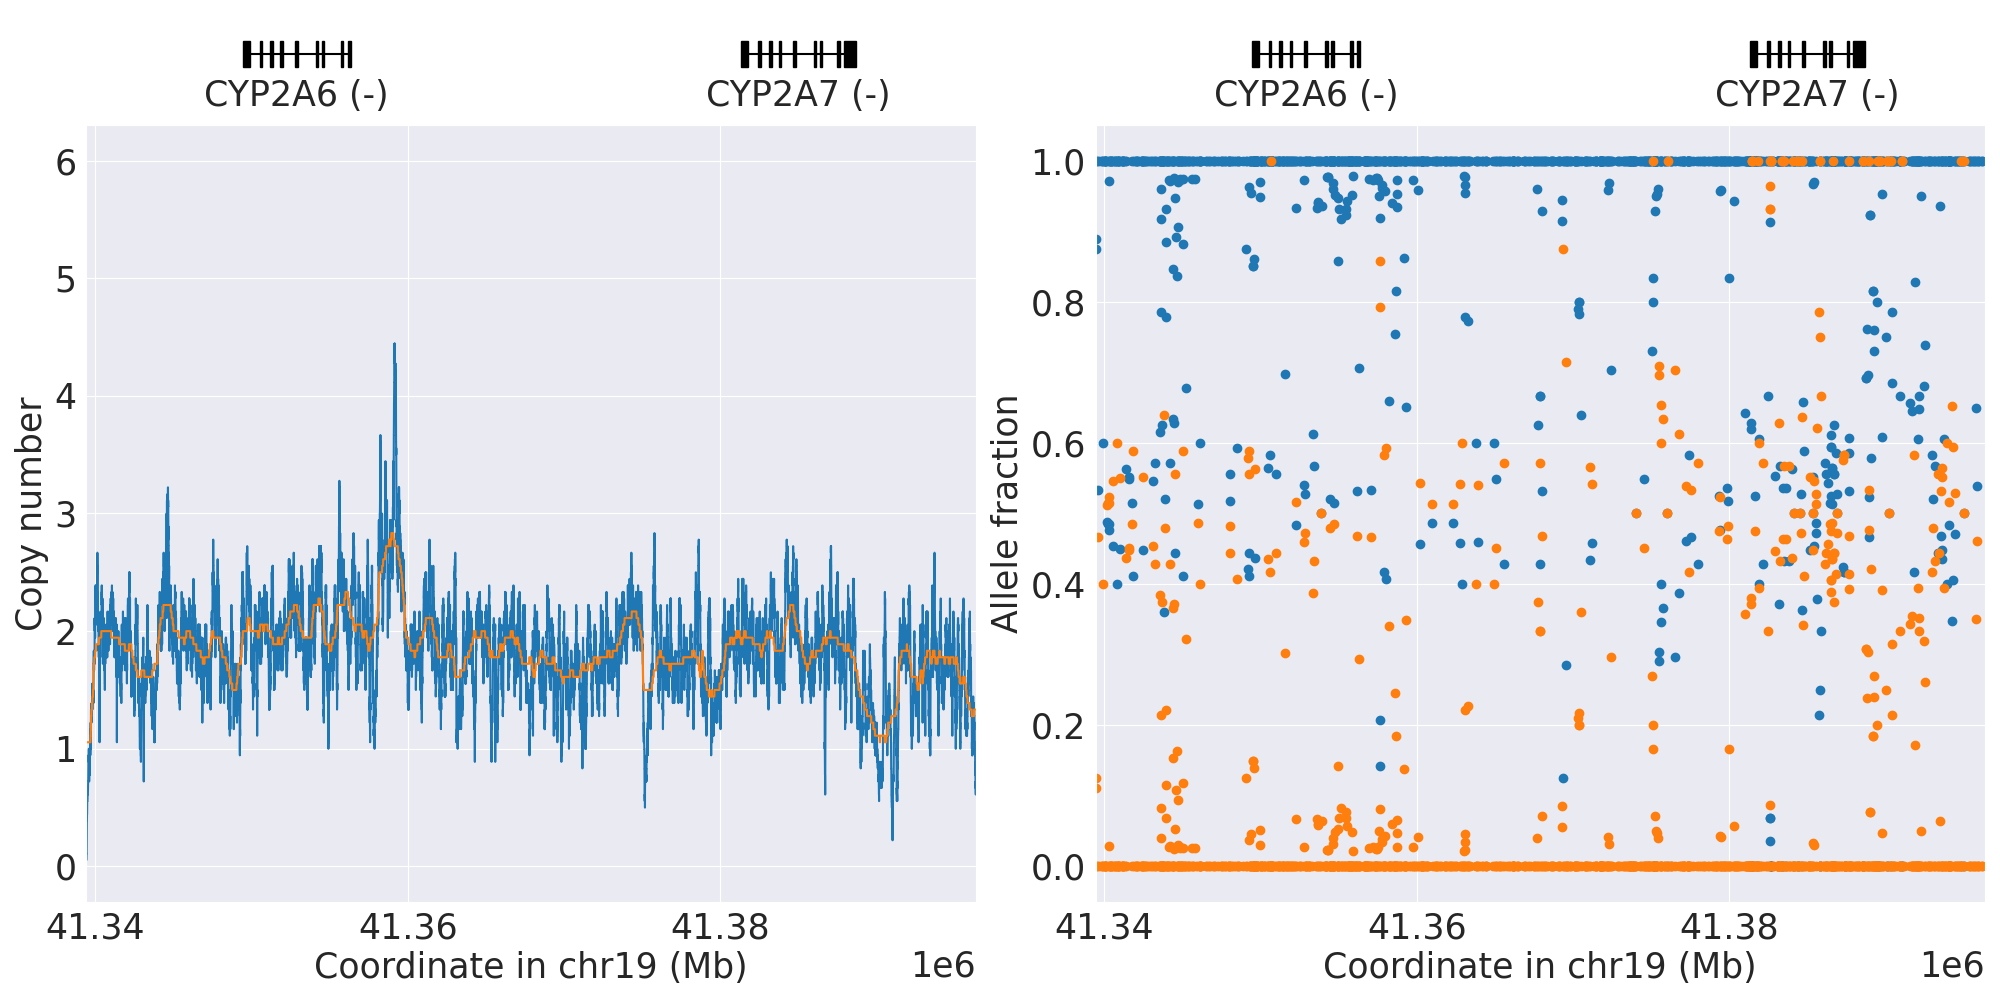 CYP2A6 (-) CYP2A7 (-)
Copy number
6
5
4
3
2
1
0
41.34 41.36 41.38
Coordinate in chr19 (Mb) 1e6
CYP2A6 (-) CYP2A7 (-)
Allele fraction
1.0
0.8
0.6
0.4
0.2
0.0
41.34 41.36 41.38
Coordinate in chr19 (Mb) 1e6